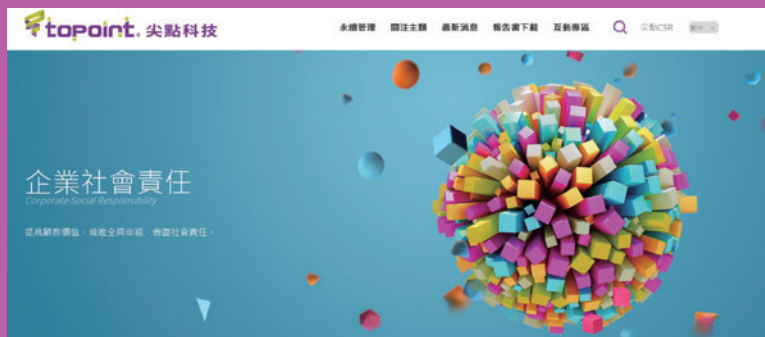 topoint. 尖點科技
永續管理 關注主題 最新消息 報告書下載 互動專區 尖點CSR 繁中
企業社會責任
Corporate Social Responsibility
提高顧客價值、增進全員幸福、善盡社會責任。